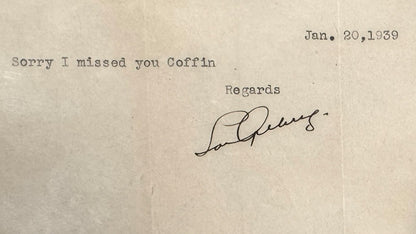 Jan. 20,1939
Sorry I missed you Coffin
Regards